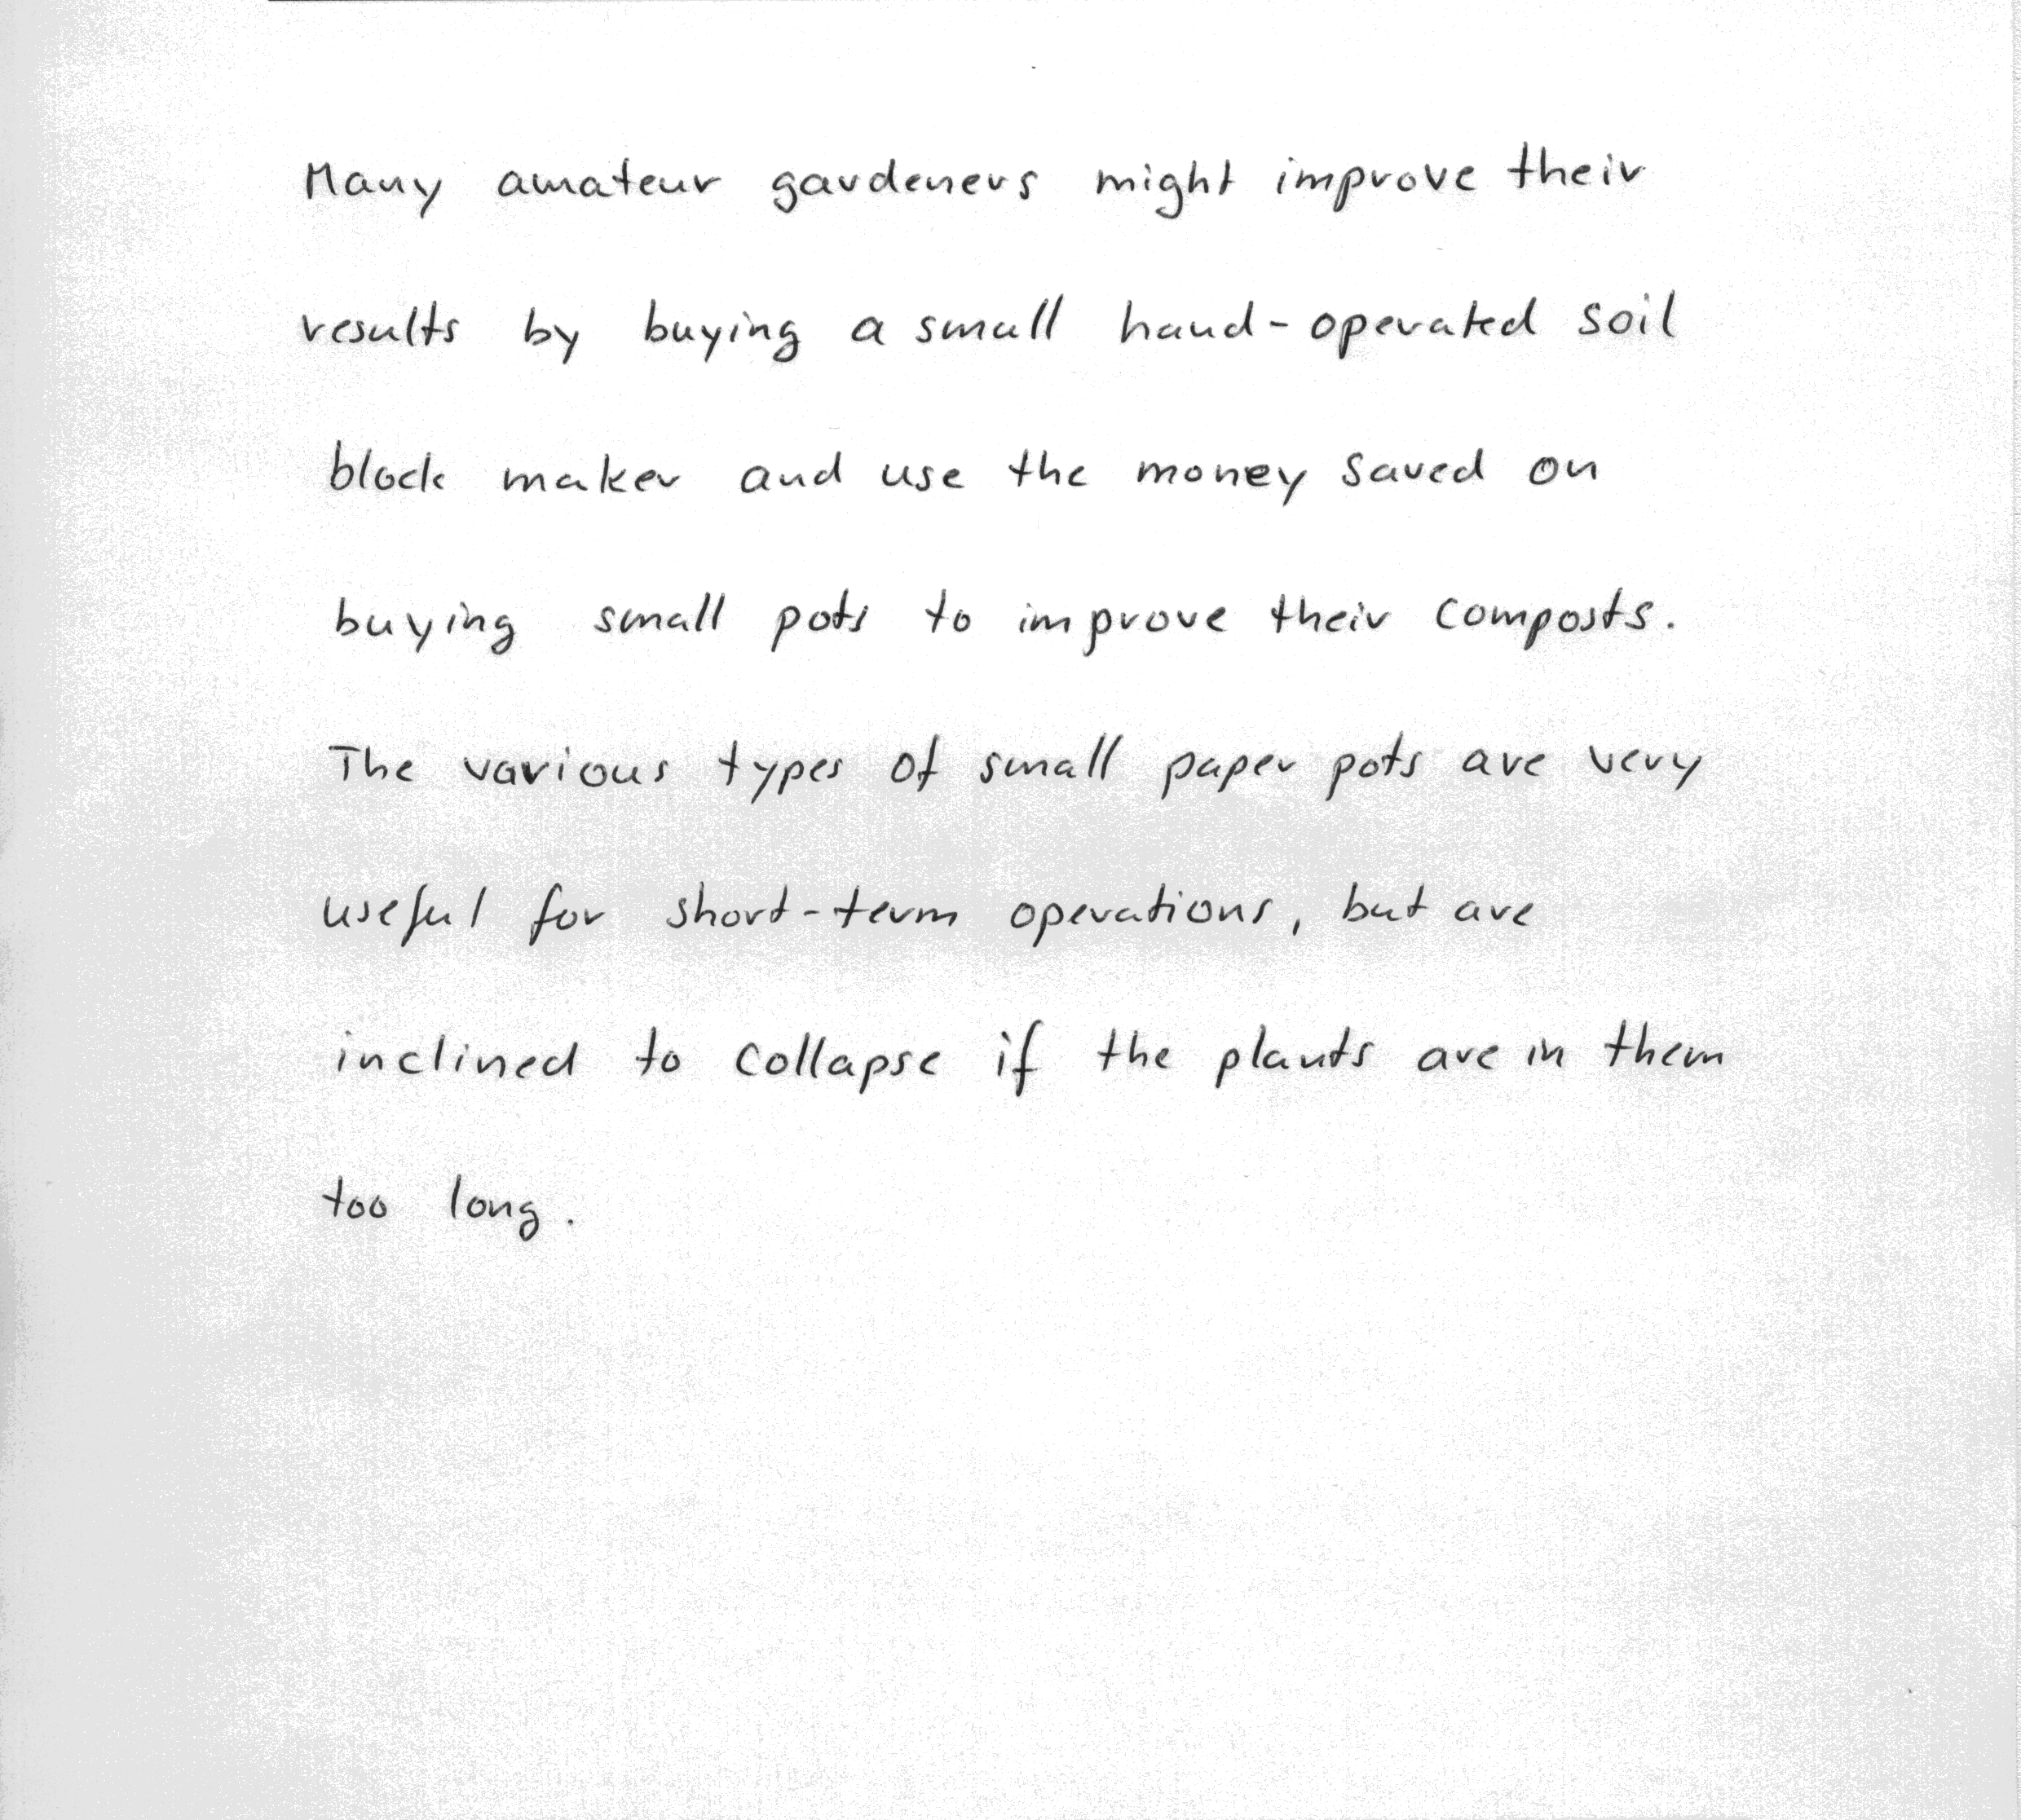 Many amateur gardeners might improve their
results by buying a small hand-operated soil
block maker and use the money saved on
buying small pots to improve their composts.
The various types of small paper pots are very
useful for short-term operations, but are
inclined to collapse if the plants are in them
too long.